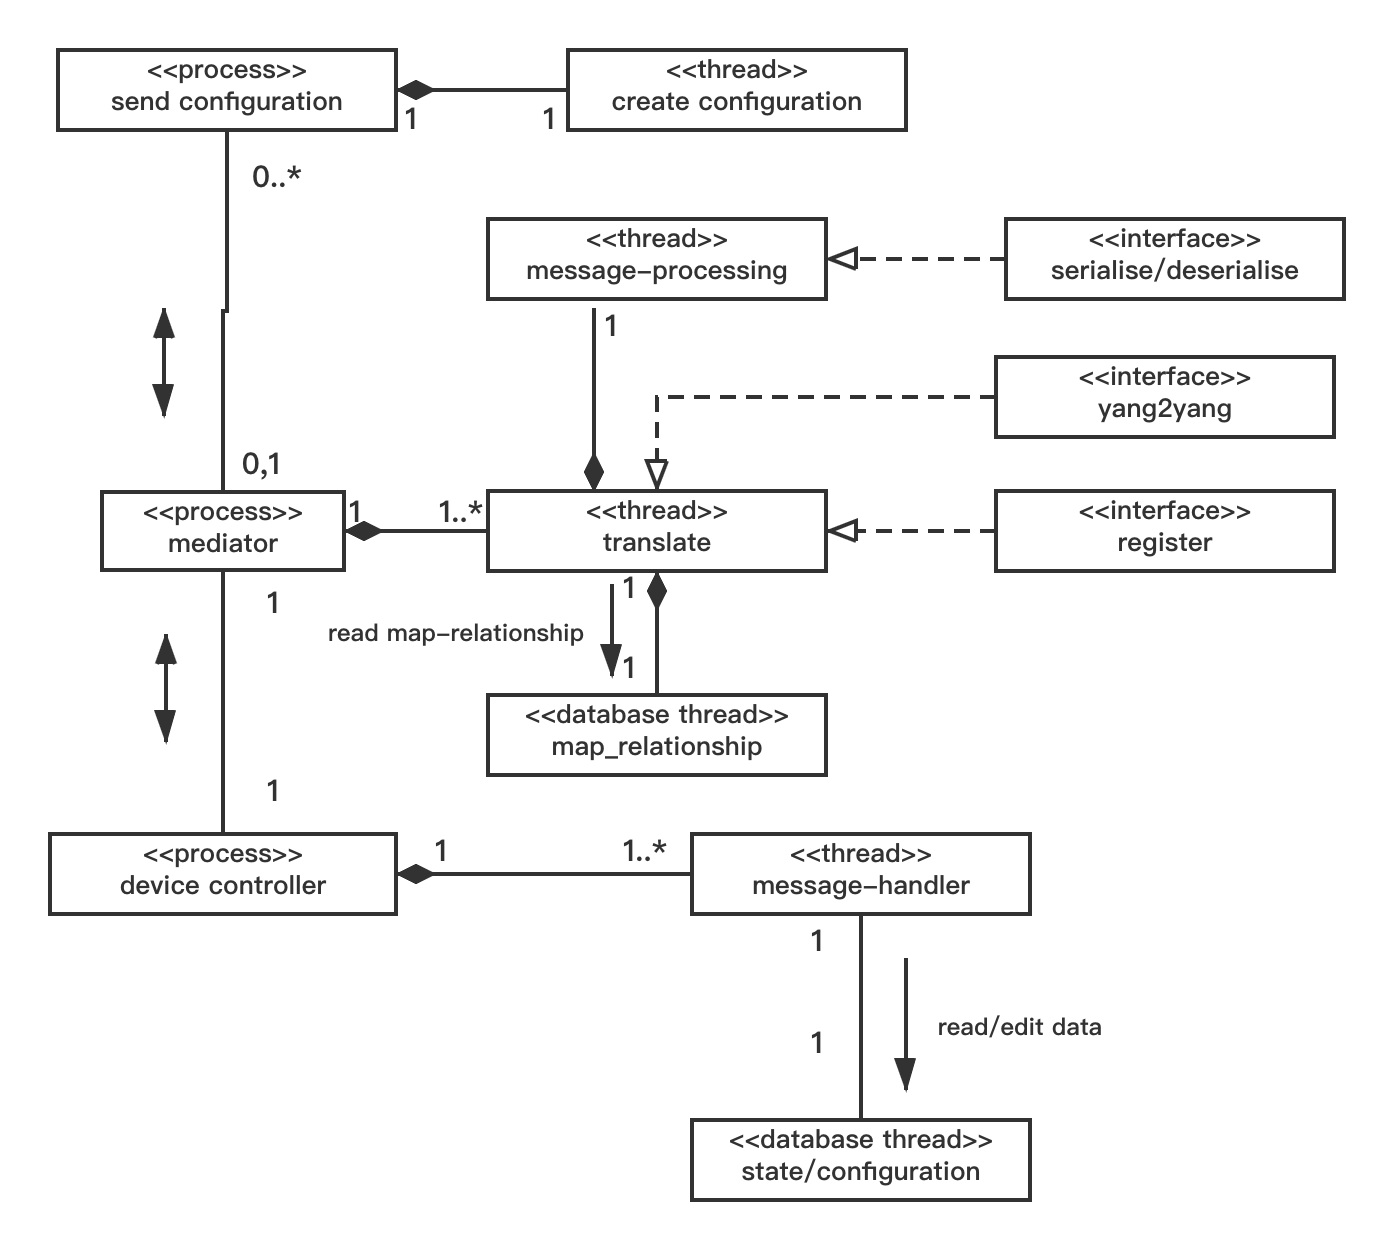 <<process>>
send configuration
<<thread>>
create configuration
1
1
0..*
<<thread>>
message-processing
<<interface>>
serialise/deserialise
1
<<interface>>
yang2yang
0,1
<<process>>
mediator
1
1..*
<<thread>>
translate
<<interface>>
register
1
1
read map-relationship
1
<<database thread>>
map_relationship
1
<<process>>
device controller
1
1..*
<<thread>>
message-handler
1
read/edit data
1
<<database thread>>
state/configuration